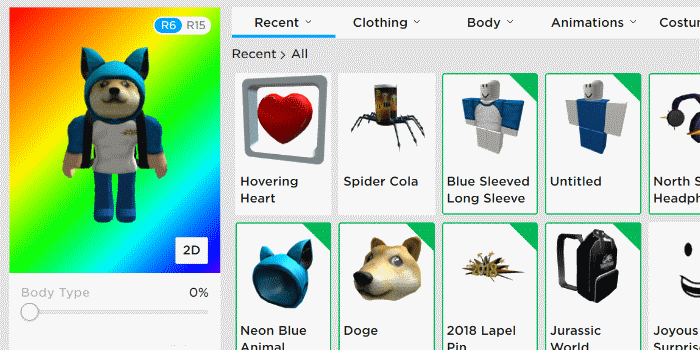 R6 R15
2D
Body Type 0%
Recent Clothing Body Animations Costum
Recent > All
Hovering
Heart
Spider Cola
Blue Sleeved
Long Sleeve
Untitled
North S
Headph
Neon Blue
Animal
Doge
2018 Lapel
Pin
Jurassic
World
Joyous
Surpris